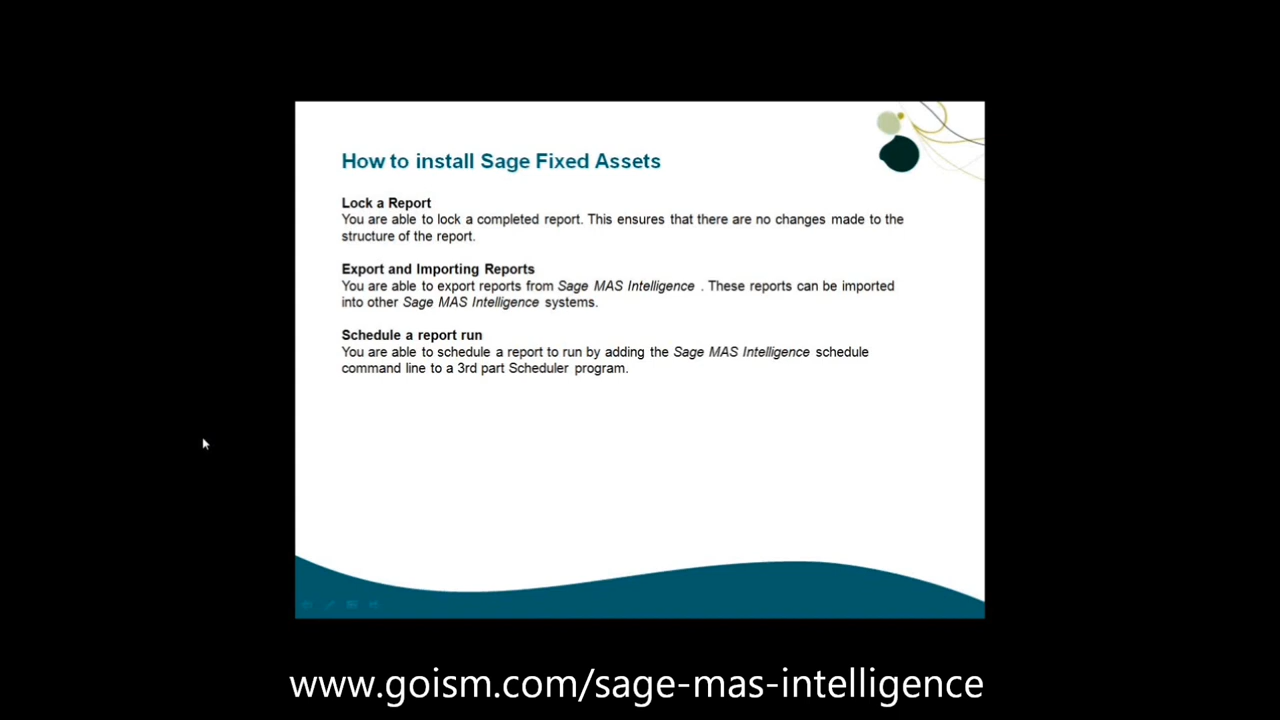 How to install Sage Fixed Assets
Lock a Report
You are able to lock a completed report. This ensures that there are no changes made to the
structure of the report.
Export and Importing Reports
You are able to export reports from Sage MAS Intelligence . These reports can be imported
into other Sage MAS Intelligence systems.
Schedule a report run
You are able to schedule a report to run by adding the Sage MAS Intelligence schedule
command line to a 3rd part Scheduler program.
www.goism.com/sage-mas-intelligence